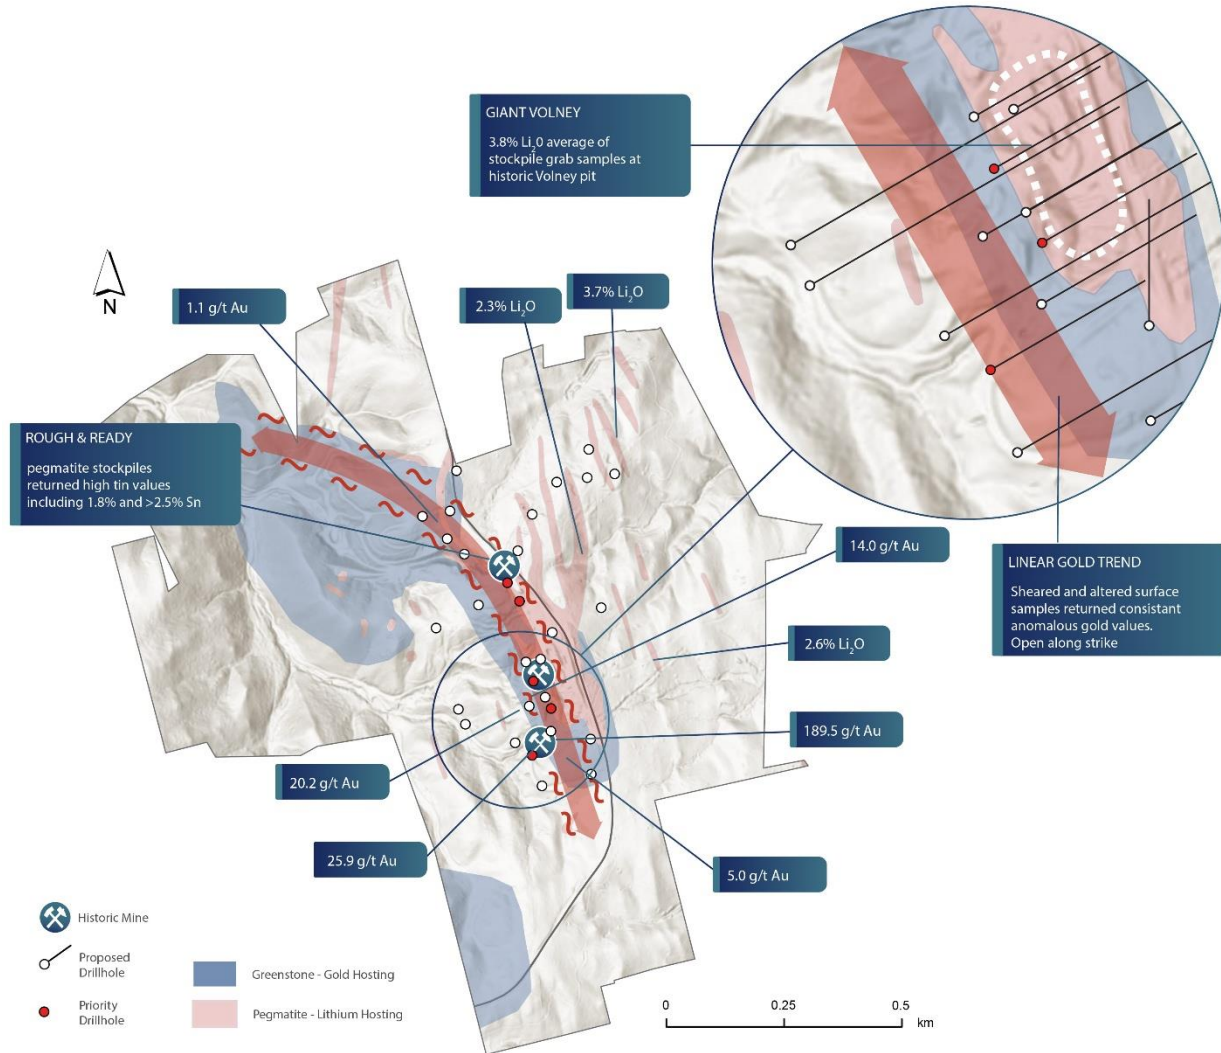 GIANT VOLNEY
3.8% Li₂0 average of
stockpile grab samples at
historic Volney pit
N
1.1 g/t Au
2.3% Li₂O
3.7% Li₂O
ROUGH & READY
pegmatite stockpiles
returned high tin values
including 1.8% and >2.5% Sn
14.0 g/t Au
LINEAR GOLD TREND
Sheared and altered surface
samples returned consistant
anomalous gold values.
Open along strike
2.6% Li₂O
189.5 g/t Au
20.2 g/t Au
25.9 g/t Au
5.0 g/t Au
Historic Mine
Proposed
Drillhole
Priority
Drillhole
Greenstone - Gold Hosting
Pegmatite - Lithium Hosting
0 0.25 0.5
km